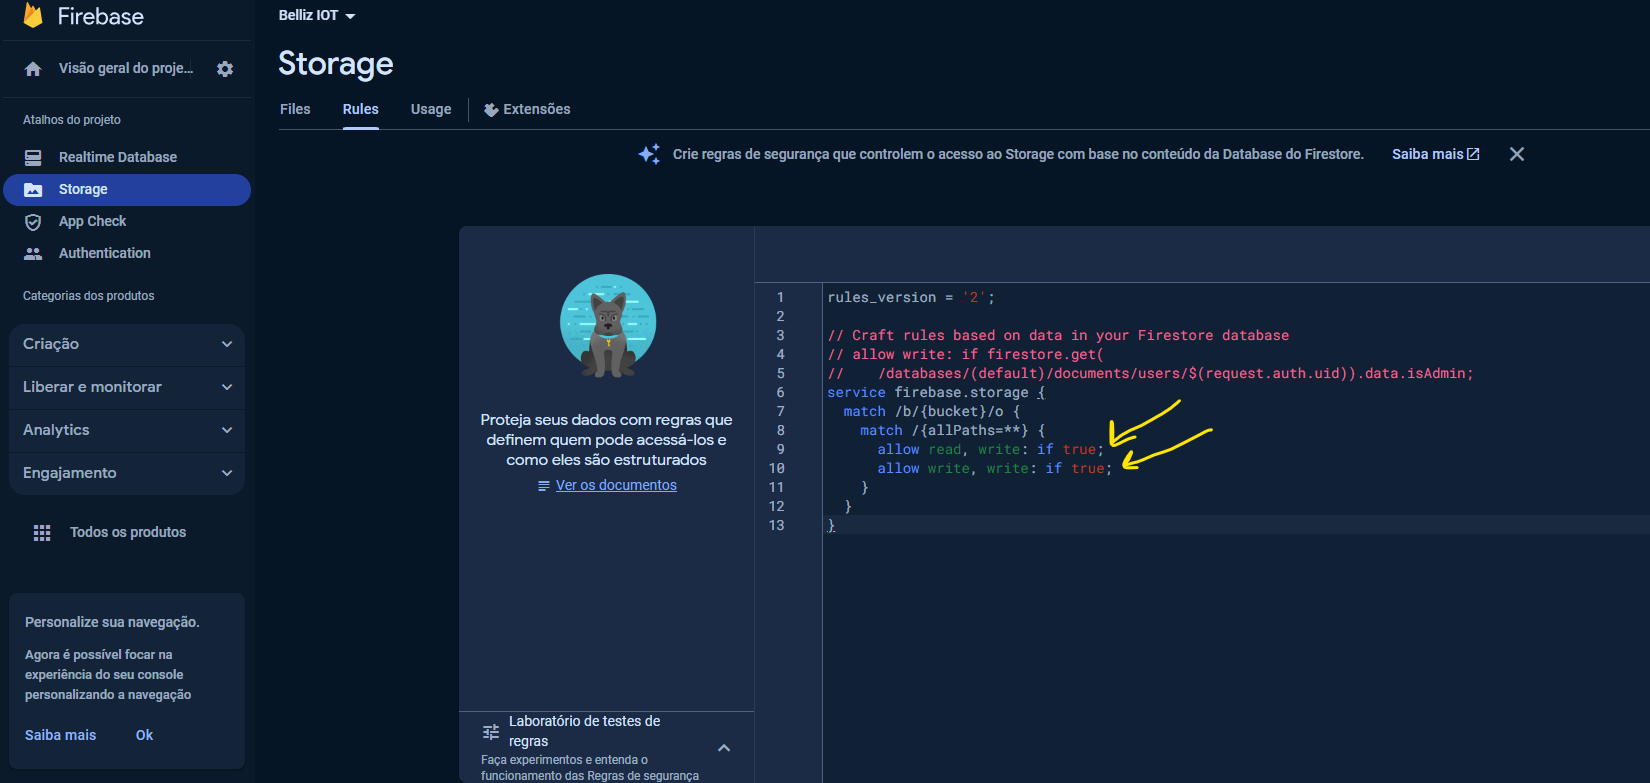 Firebase
Belliz IOT
Visão geral do proje...
Storage
Files Rules Usage Extensões
Atalhos do projeto
Realtime Database
Storage
App Check
Authentication
Categorias dos produtos
Criação
Liberar e monitorar
Analytics
Engajamento
Todos os produtos
Personalize sua navegação.
Agora é possível focar na
experiência do seu console
personalizando a navegação
Saiba mais Ok
Crie regras de segurança que controlem o acesso ao Storage com base no conteúdo da Database do Firestore. Saiba mais
Proteja seus dados com regras que
definem quem pode acessá-los e
como eles são estruturados
Ver os documentos
Laboratório de testes de
regras
Faça experimentos e entenda o
funcionamento das Regras de segurança
1 rules_version = '2';
2
3 // Craft rules based on data in your Firestore database
4 // allow write: if firestore.get(
5 //    /databases/(default)/documents/users/$(request.auth.uid)).data.isAdmin;
6 service firebase.storage {
7   match /b/{bucket}/o {
8     match /{allPaths=**} {
9       allow read, write: if true;
10       allow write, write: if true;
11     }
12   }
13 }